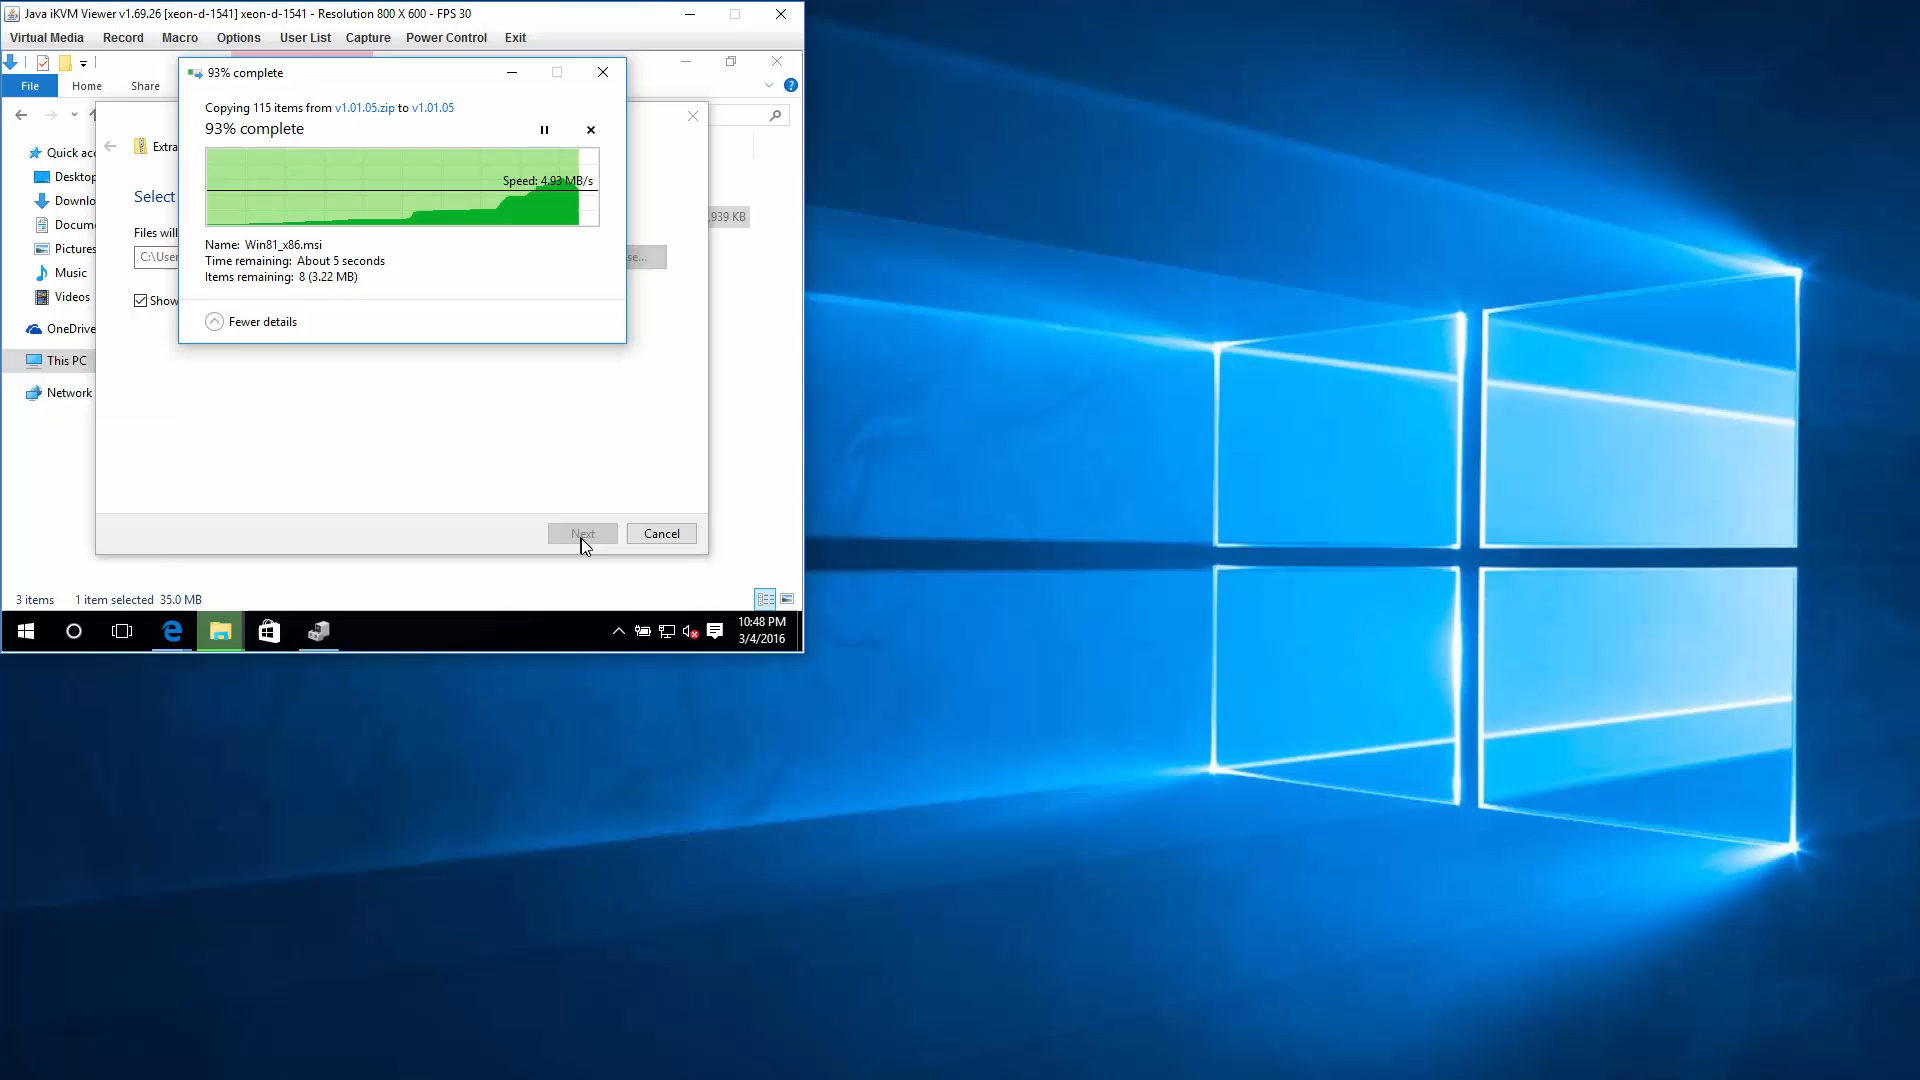 Java iKVM Viewer v1.69.26 [xeon-d-1541] xeon-d-1541 - Resolution 800 X 600 - FPS 30
Virtual Media Record Macro Options User List Capture Power Control Exit
93% complete
File Home Share
Copying 115 items from v1.01.05.zip to v1.01.05
93% complete
Extra
Quick acc
Desktop
Speed: 4.93 MB/s
Select
Downlo
,939 KB
Docum
Files will
Name: Win81_x86.msi
Pictures
C:\User
se...
Time remaining: About 5 seconds
Music
Items remaining: 8 (3.22 MB)
Videos
Show
OneDrive
Fewer details
This PC
Network
Next Cancel
3 items 1 item selected 35.0 MB
10:48 PM
3/4/2016